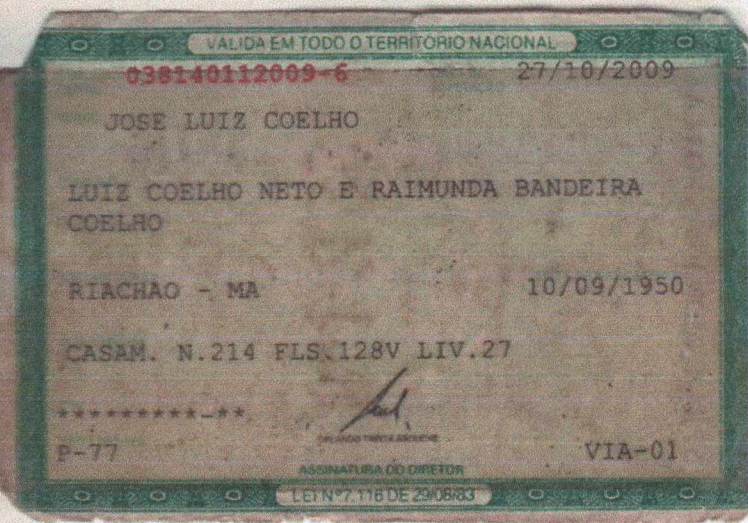 VÁLIDA EM TODO O TERRITÓRIO NACIONAL
038140112009-6 27/10/2009
JOSE LUIZ COELHO
LUIZ COELHO NETO E RAIMUNDA BANDEIRA
COELHO
RIACHAO - MA 10/09/1950
CASAM. N.214 FLS.128V LIV.27
*********-**
P-77 VIA-01
ASSINATURA DO DIRETOR
LEI Nº 7.116 DE 29/08/83